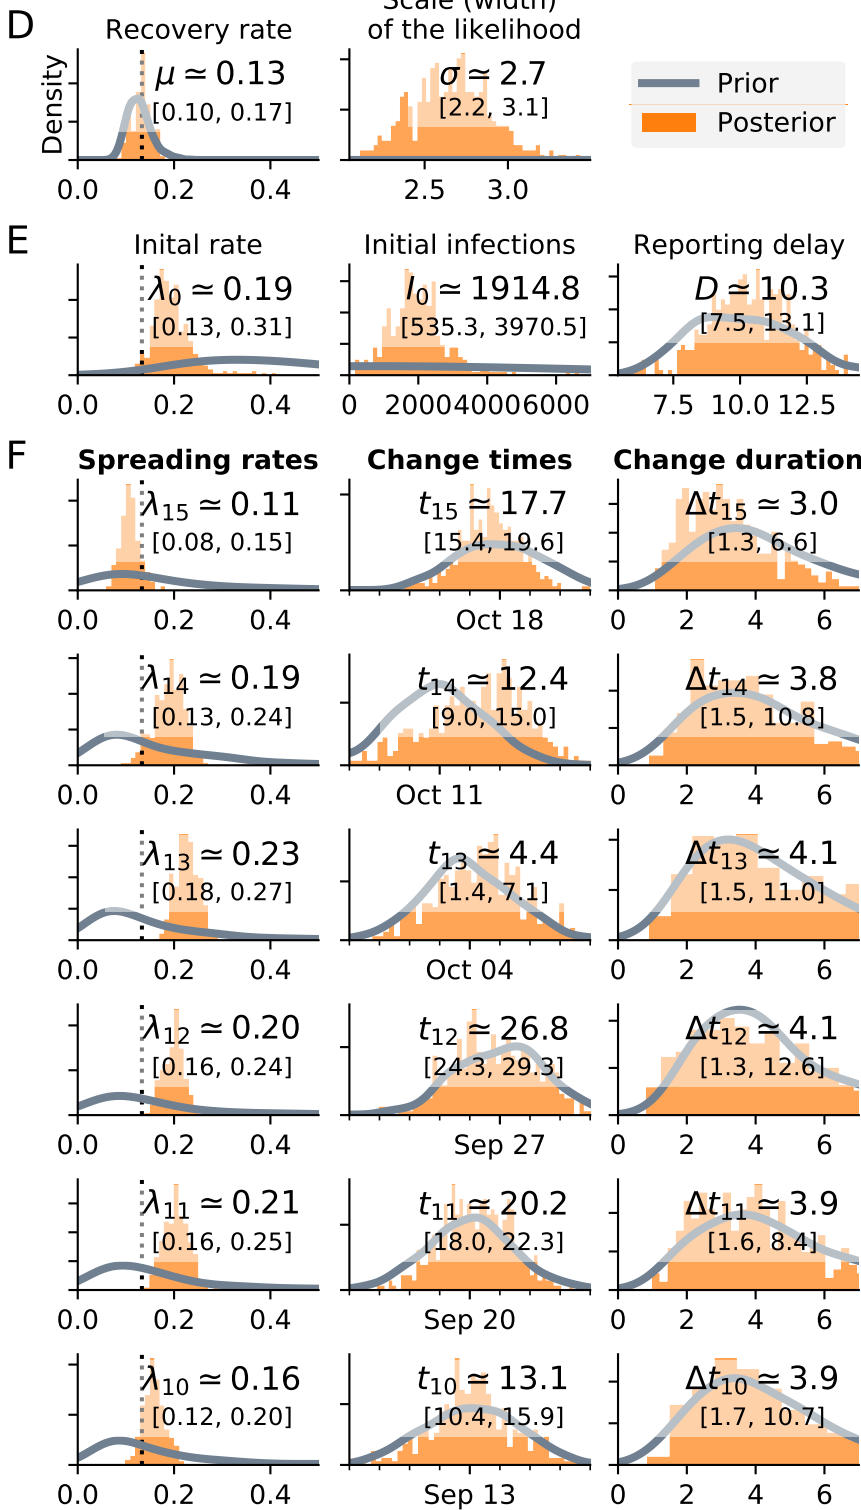 D
Recovery rate
Scale (width)
of the likelihood
Density
μ ≃ 0.13
[0.10, 0.17]
0.0 0.2 0.4
σ ≃ 2.7
[2.2, 3.1]
2.5 3.0
Prior
Posterior
E
Inital rate
λ0 ≃ 0.19
[0.13, 0.31]
0.0 0.2 0.4
Initial infections
I0 ≃ 1914.8
[535.3, 3970.5]
0 2000 4000 6000
Reporting delay
D ≃ 10.3
[7.5, 13.1]
7.5 10.0 12.5
F
Spreading rates Change times Change duration
λ15 ≃ 0.11
[0.08, 0.15]
0.0 0.2 0.4
t15 ≃ 17.7
[15.4, 19.6]
Oct 18
Δt15 ≃ 3.0
[1.3, 6.6]
0 2 4 6
λ14 ≃ 0.19
[0.13, 0.24]
0.0 0.2 0.4
t14 ≃ 12.4
[9.0, 15.0]
Oct 11
Δt14 ≃ 3.8
[1.5, 10.8]
0 2 4 6
λ13 ≃ 0.23
[0.18, 0.27]
0.0 0.2 0.4
t13 ≃ 4.4
[1.4, 7.1]
Oct 04
Δt13 ≃ 4.1
[1.5, 11.0]
0 2 4 6
λ12 ≃ 0.20
[0.16, 0.24]
0.0 0.2 0.4
t12 ≃ 26.8
[24.3, 29.3]
Sep 27
Δt12 ≃ 4.1
[1.3, 12.6]
0 2 4 6
λ11 ≃ 0.21
[0.16, 0.25]
0.0 0.2 0.4
t11 ≃ 20.2
[18.0, 22.3]
Sep 20
Δt11 ≃ 3.9
[1.6, 8.4]
0 2 4 6
λ10 ≃ 0.16
[0.12, 0.20]
0.0 0.2 0.4
t10 ≃ 13.1
[10.4, 15.9]
Sep 13
Δt10 ≃ 3.9
[1.7, 10.7]
0 2 4 6